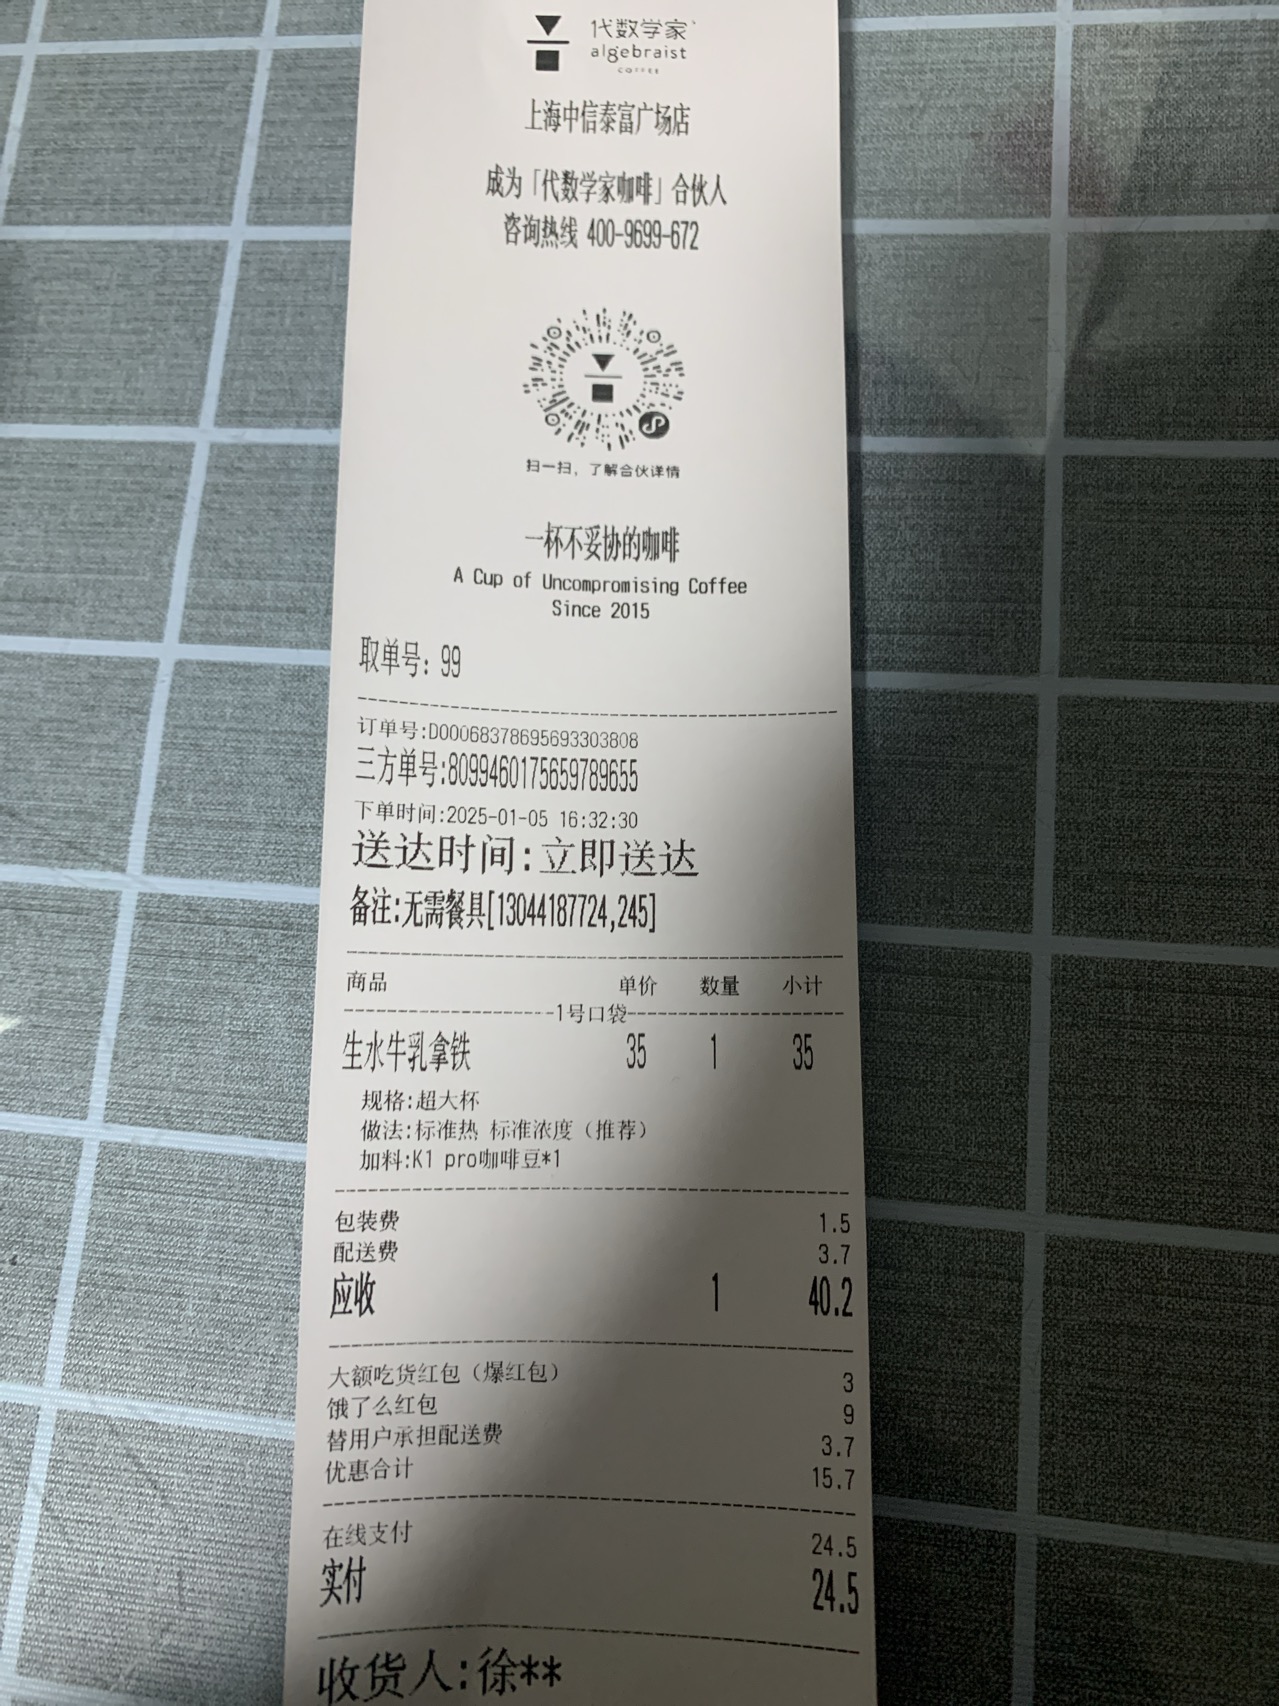 代数学家
algebraist
COFFEE
上海中信泰富广场店
成为「代数学家咖啡」合伙人
咨询热线 400-9699-672
扫一扫，了解合伙详情
一杯不妥协的咖啡
A Cup of Uncompromising Coffee
Since 2015
取单号: 99
订单号:D00068378695693303808
三方单号:8099460175659789655
下单时间:2025-01-05 16:32:30
送达时间:立即送达
备注:无需餐具[13044187724,245]
商品 单价 数量 小计
--------------------1号口袋--------------------
生水牛乳拿铁 35 1 35
规格:超大杯
做法:标准热 标准浓度（推荐）
加料:K1 pro咖啡豆*1
包装费 1.5
配送费 3.7
应收 1 40.2
大额吃货红包（爆红包） 3
饿了么红包 9
替用户承担配送费 3.7
优惠合计 15.7
在线支付 24.5
实付 24.5
收货人:徐**